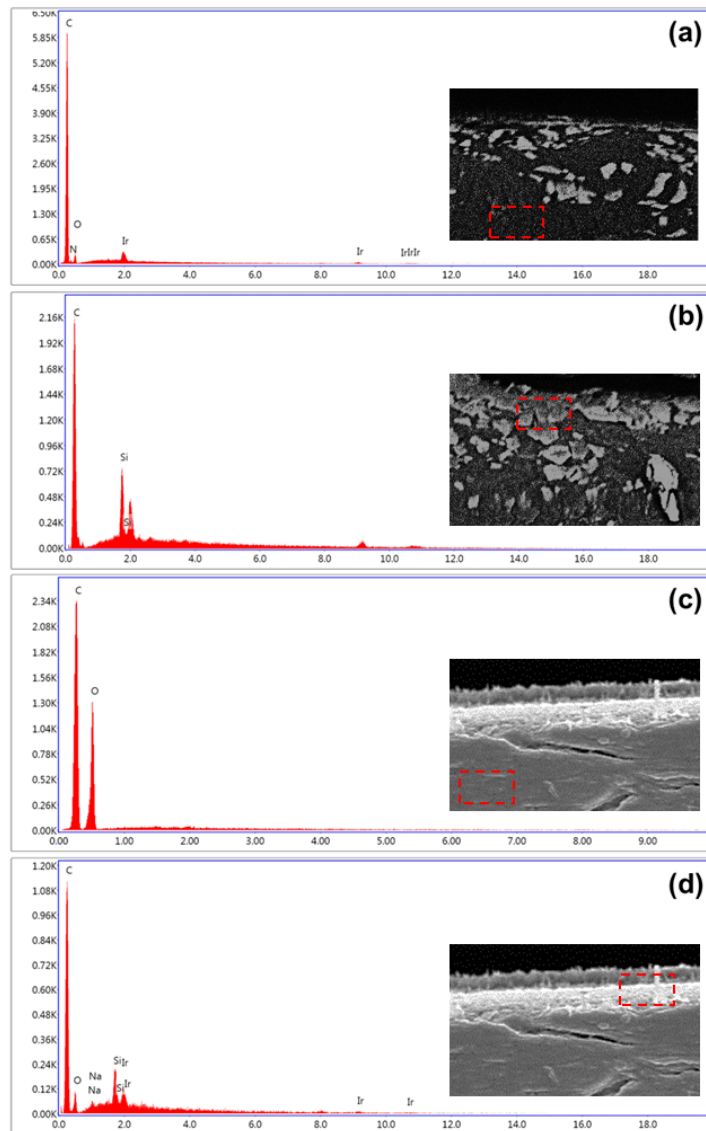 6.50K
C
(a)
5.85K
5.20K
4.55K
3.90K
3.25K
2.60K
1.95K
1.30K
O
0.65K
N
Ir
Ir
IrIrIr
0.00K
0.0 2.0 4.0 6.0 8.0 10.0 12.0 14.0 16.0 18.0
(b)
2.16K
C
1.92K
1.68K
1.44K
1.20K
0.96K
0.72K
Si
0.48K
0.24K
Si
0.00K
0.0 2.0 4.0 6.0 8.0 10.0 12.0 14.0 16.0 18.0
(c)
2.34K
C
2.08K
1.82K
1.56K
1.30K
O
1.04K
0.78K
0.52K
0.26K
0.00K
0.00 1.00 2.00 3.00 4.00 5.00 6.00 7.00 8.00 9.00
1.20K
C
(d)
1.08K
0.96K
0.84K
0.72K
0.60K
0.48K
0.36K
0.24K
Si Ir
0.12K
O
Na
Na
Si Ir
Ir
Ir
0.00K
0.0 2.0 4.0 6.0 8.0 10.0 12.0 14.0 16.0 18.0